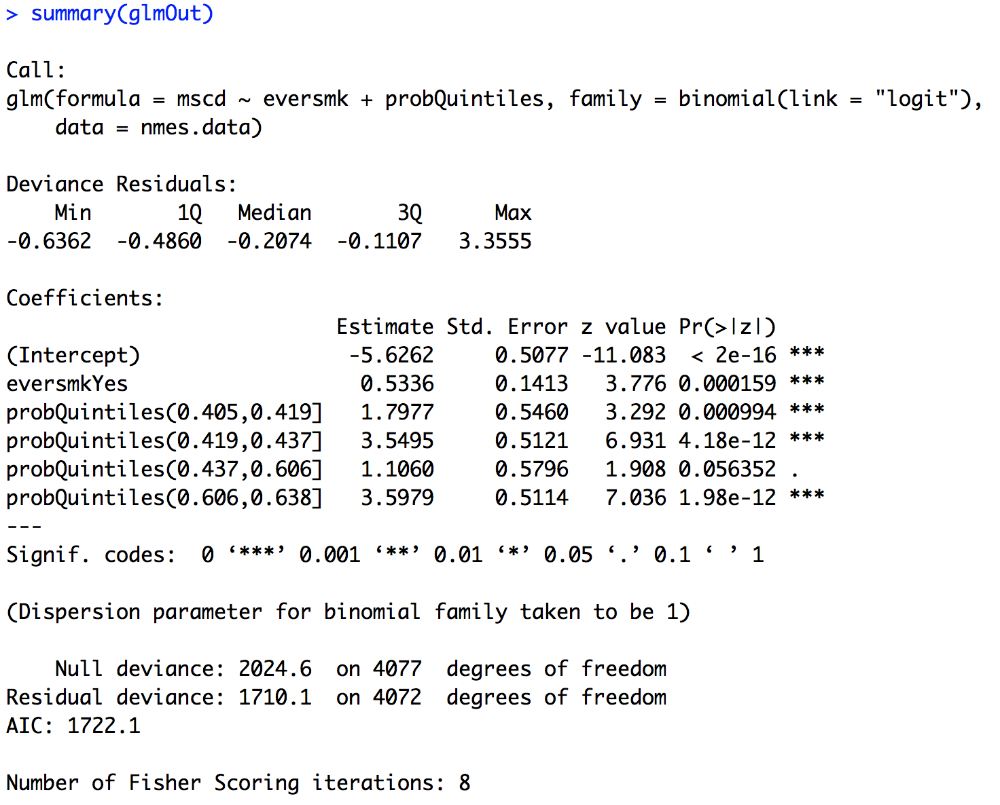 > summary(glmOut)

Call:
glm(formula = mscd ~ eversmk + probQuintiles, family = binomial(link = "logit"),
    data = nmes.data)

Deviance Residuals:
    Min       1Q   Median       3Q      Max
-0.6362  -0.4860  -0.2074  -0.1107   3.3555

Coefficients:
                           Estimate Std. Error z value Pr(>|z|)
(Intercept)                 -5.6262     0.5077 -11.083  < 2e-16 ***
eversmkYes                   0.5336     0.1413   3.776 0.000159 ***
probQuintiles(0.405,0.419]   1.7977     0.5460   3.292 0.000994 ***
probQuintiles(0.419,0.437]   3.5495     0.5121   6.931 4.18e-12 ***
probQuintiles(0.437,0.606]   1.1060     0.5796   1.908 0.056352 .
probQuintiles(0.606,0.638]   3.5979     0.5114   7.036 1.98e-12 ***
---
Signif. codes:  0 ‘***’ 0.001 ‘**’ 0.01 ‘*’ 0.05 ‘.’ 0.1 ‘ ’ 1

(Dispersion parameter for binomial family taken to be 1)

    Null deviance: 2024.6  on 4077  degrees of freedom
Residual deviance: 1710.1  on 4072  degrees of freedom
AIC: 1722.1

Number of Fisher Scoring iterations: 8